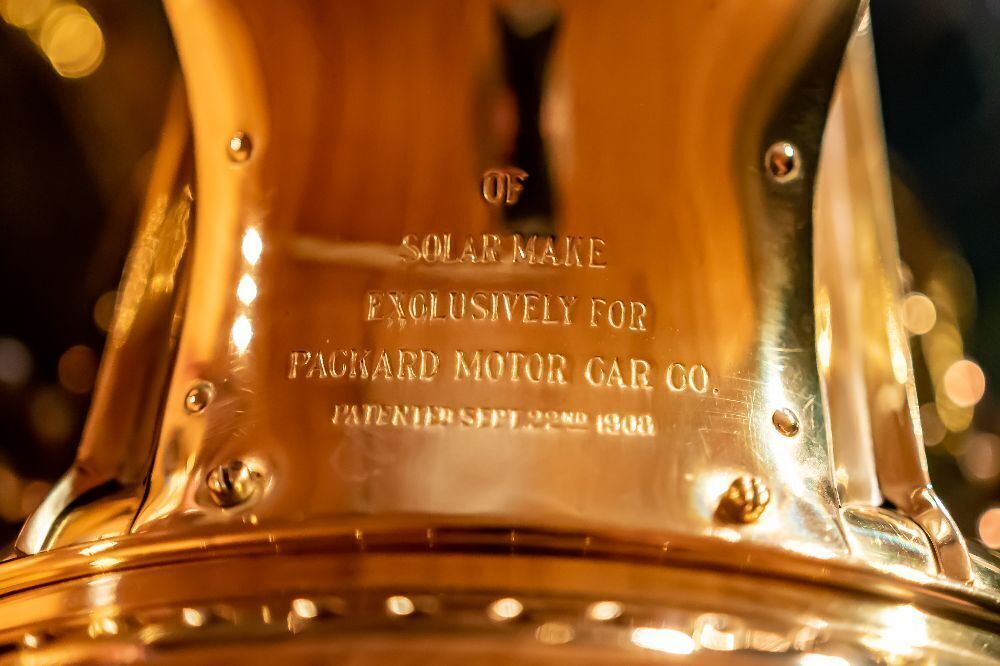 OF
SOLAR MAKE
EXCLUSIVELY FOR
PACKARD MOTOR CAR CO.
PATENTED SEPT. 22ND 1908